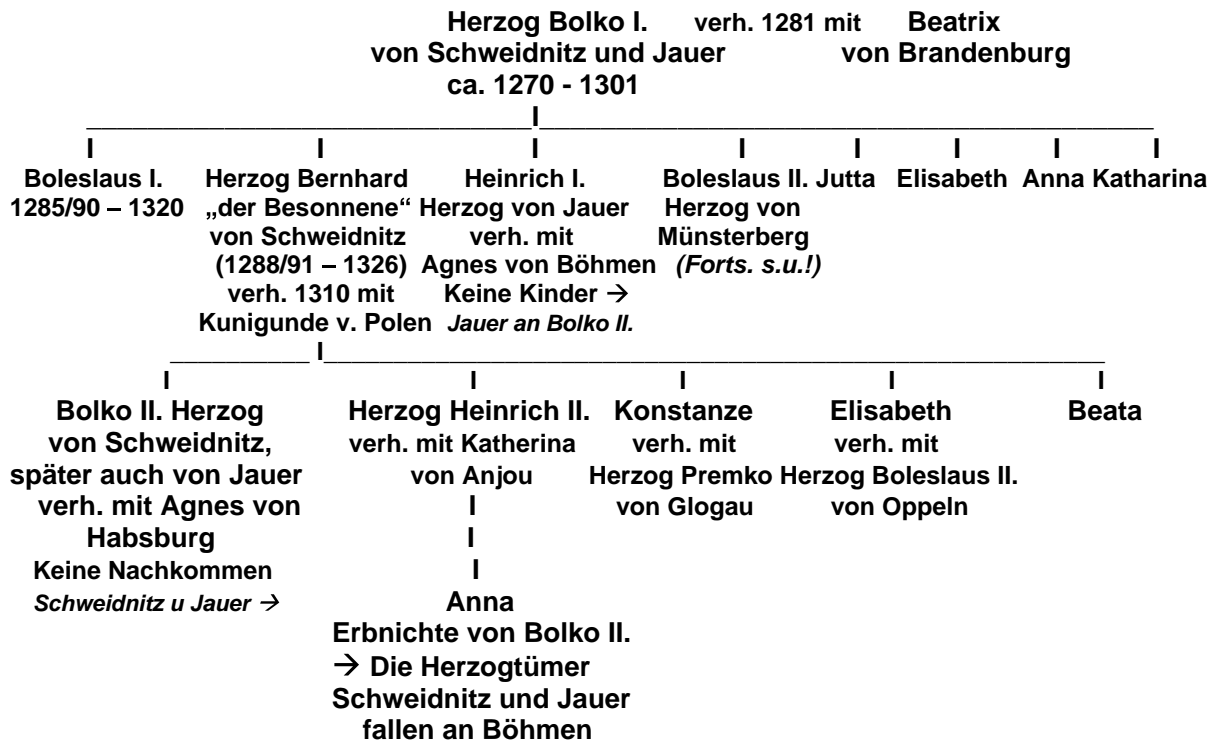 Herzog Bolko I. verh. 1281 mit Beatrix
von Schweidnitz und Jauer von Brandenburg
ca. 1270 - 1301
I
I I I I I I I I
Boleslaus I. Herzog Bernhard Heinrich I. Boleslaus II. Jutta Elisabeth Anna Katharina
1285/90 – 1320 „der Besonnene“ Herzog von Jauer Herzog von
von Schweidnitz verh. mit Münsterberg
(1288/91 – 1326) Agnes von Böhmen (Forts. s.u.!)
verh. 1310 mit Keine Kinder →
Kunigunde v. Polen Jauer an Bolko II.
I
I I I I I
Bolko II. Herzog Herzog Heinrich II. Konstanze Elisabeth Beata
von Schweidnitz, verh. mit Katherina verh. mit verh. mit
später auch von Jauer von Anjou Herzog Premko Herzog Boleslaus II.
verh. mit Agnes von I von Glogau von Oppeln
Habsburg I
Keine Nachkommen I
Schweidnitz u Jauer → Anna
Erbnichte von Bolko II.
→ Die Herzogtümer
Schweidnitz und Jauer
fallen an Böhmen